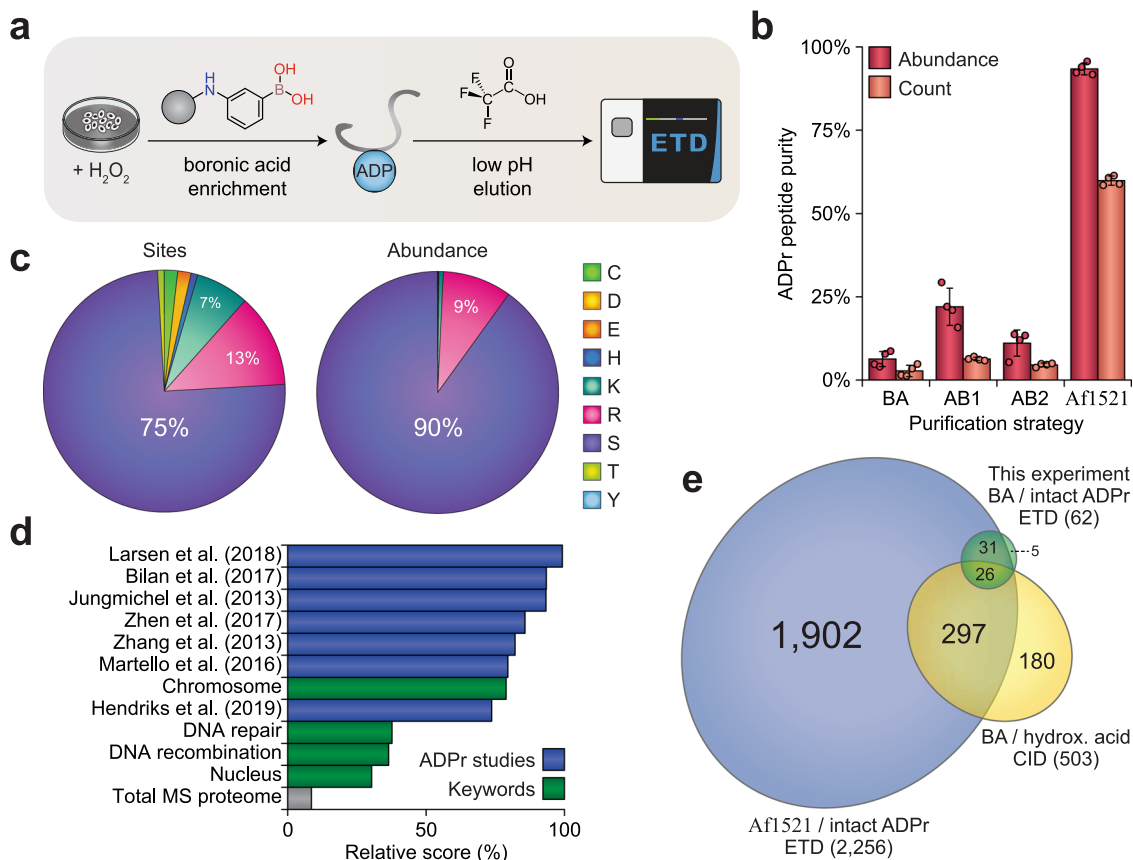 a
+ H₂O₂
H
N
OH
B
OH
boronic acid
enrichment
ADP
F
F
F
O
OH
low pH
elution
ETD
b
100%
75%
50%
25%
0%
ADPr peptide purity
Abundance
Count
BA
AB1
AB2
Af1521
Purification strategy
c
Sites
7%
13%
75%
Abundance
9%
90%
C
D
E
H
K
R
S
T
Y
d
Larsen et al. (2018)
Bilan et al. (2017)
Jungmichel et al. (2013)
Zhen et al. (2017)
Zhang et al. (2013)
Martello et al. (2016)
Chromosome
Hendriks et al. (2019)
DNA repair
DNA recombination
Nucleus
Total MS proteome
ADPr studies
Keywords
0
50
100
Relative score (%)
e
This experiment
BA / intact ADPr
ETD (62)
31
5
26
1,902
297
180
BA / hydrox. acid
CID (503)
Af1521 / intact ADPr
ETD (2,256)